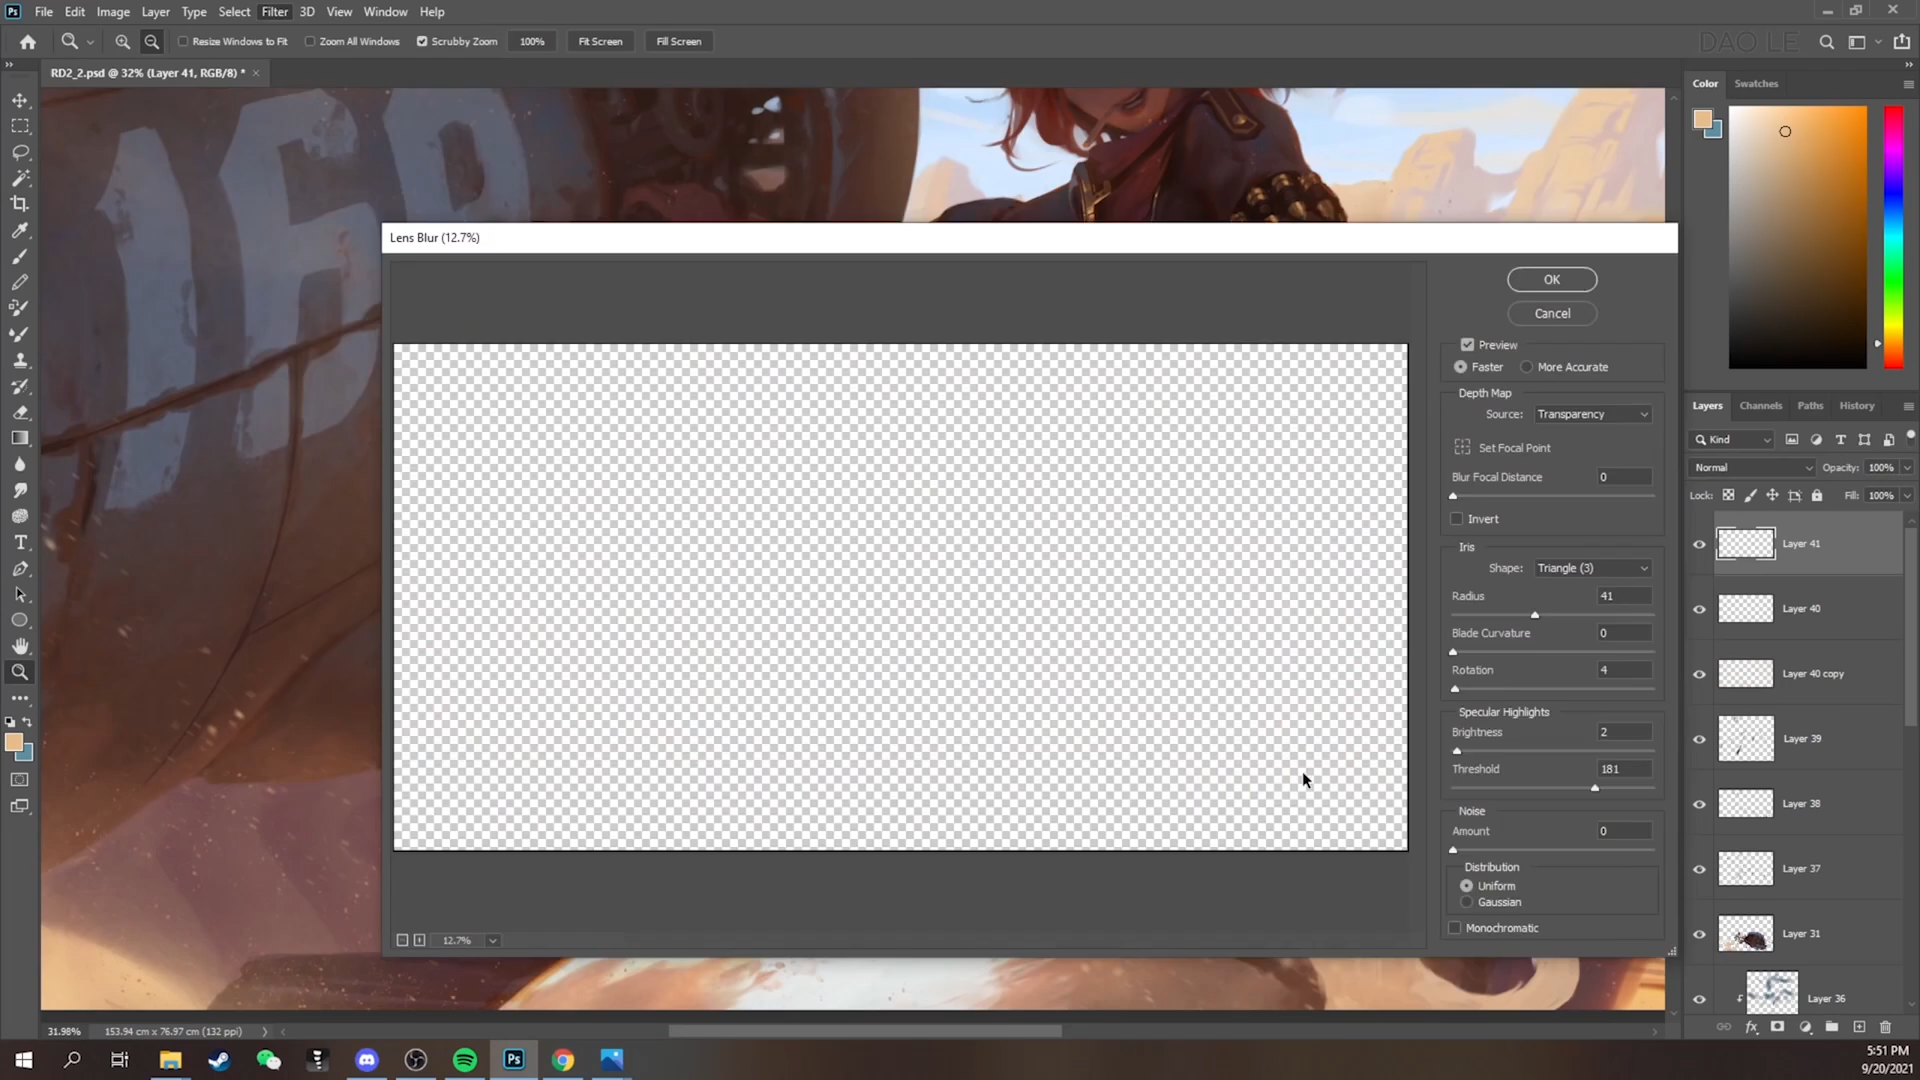 Ps File Edit Image Layer Type Select Filter 3D View Window Help
Resize Windows to Fit Zoom All Windows Scrubby Zoom 100% Fit Screen Fill Screen DAO LE
RD2_2.psd @ 32% (Layer 41, RGB/8) * ×
168
Lens Blur (12.7%)
OK
Cancel
Preview
Faster More Accurate
Depth Map
Source: Transparency
Set Focal Point
Blur Focal Distance 0
Invert
Iris
Shape: Triangle (3)
Radius 41
Blade Curvature 0
Rotation 4
Specular Highlights
Brightness 2
Threshold 181
Noise
Amount 0
Distribution
Uniform
Gaussian
Monochromatic
12.7%
Color Swatches
Layers Channels Paths History
Kind
Normal Opacity: 100%
Lock: Fill: 100%
Layer 41
Layer 40
Layer 40 copy
Layer 39
Layer 38
Layer 37
Layer 31
Layer 36
fx
31.98% 153.94 cm x 76.97 cm (132 ppi)
Ps
5:51 PM
9/20/2021